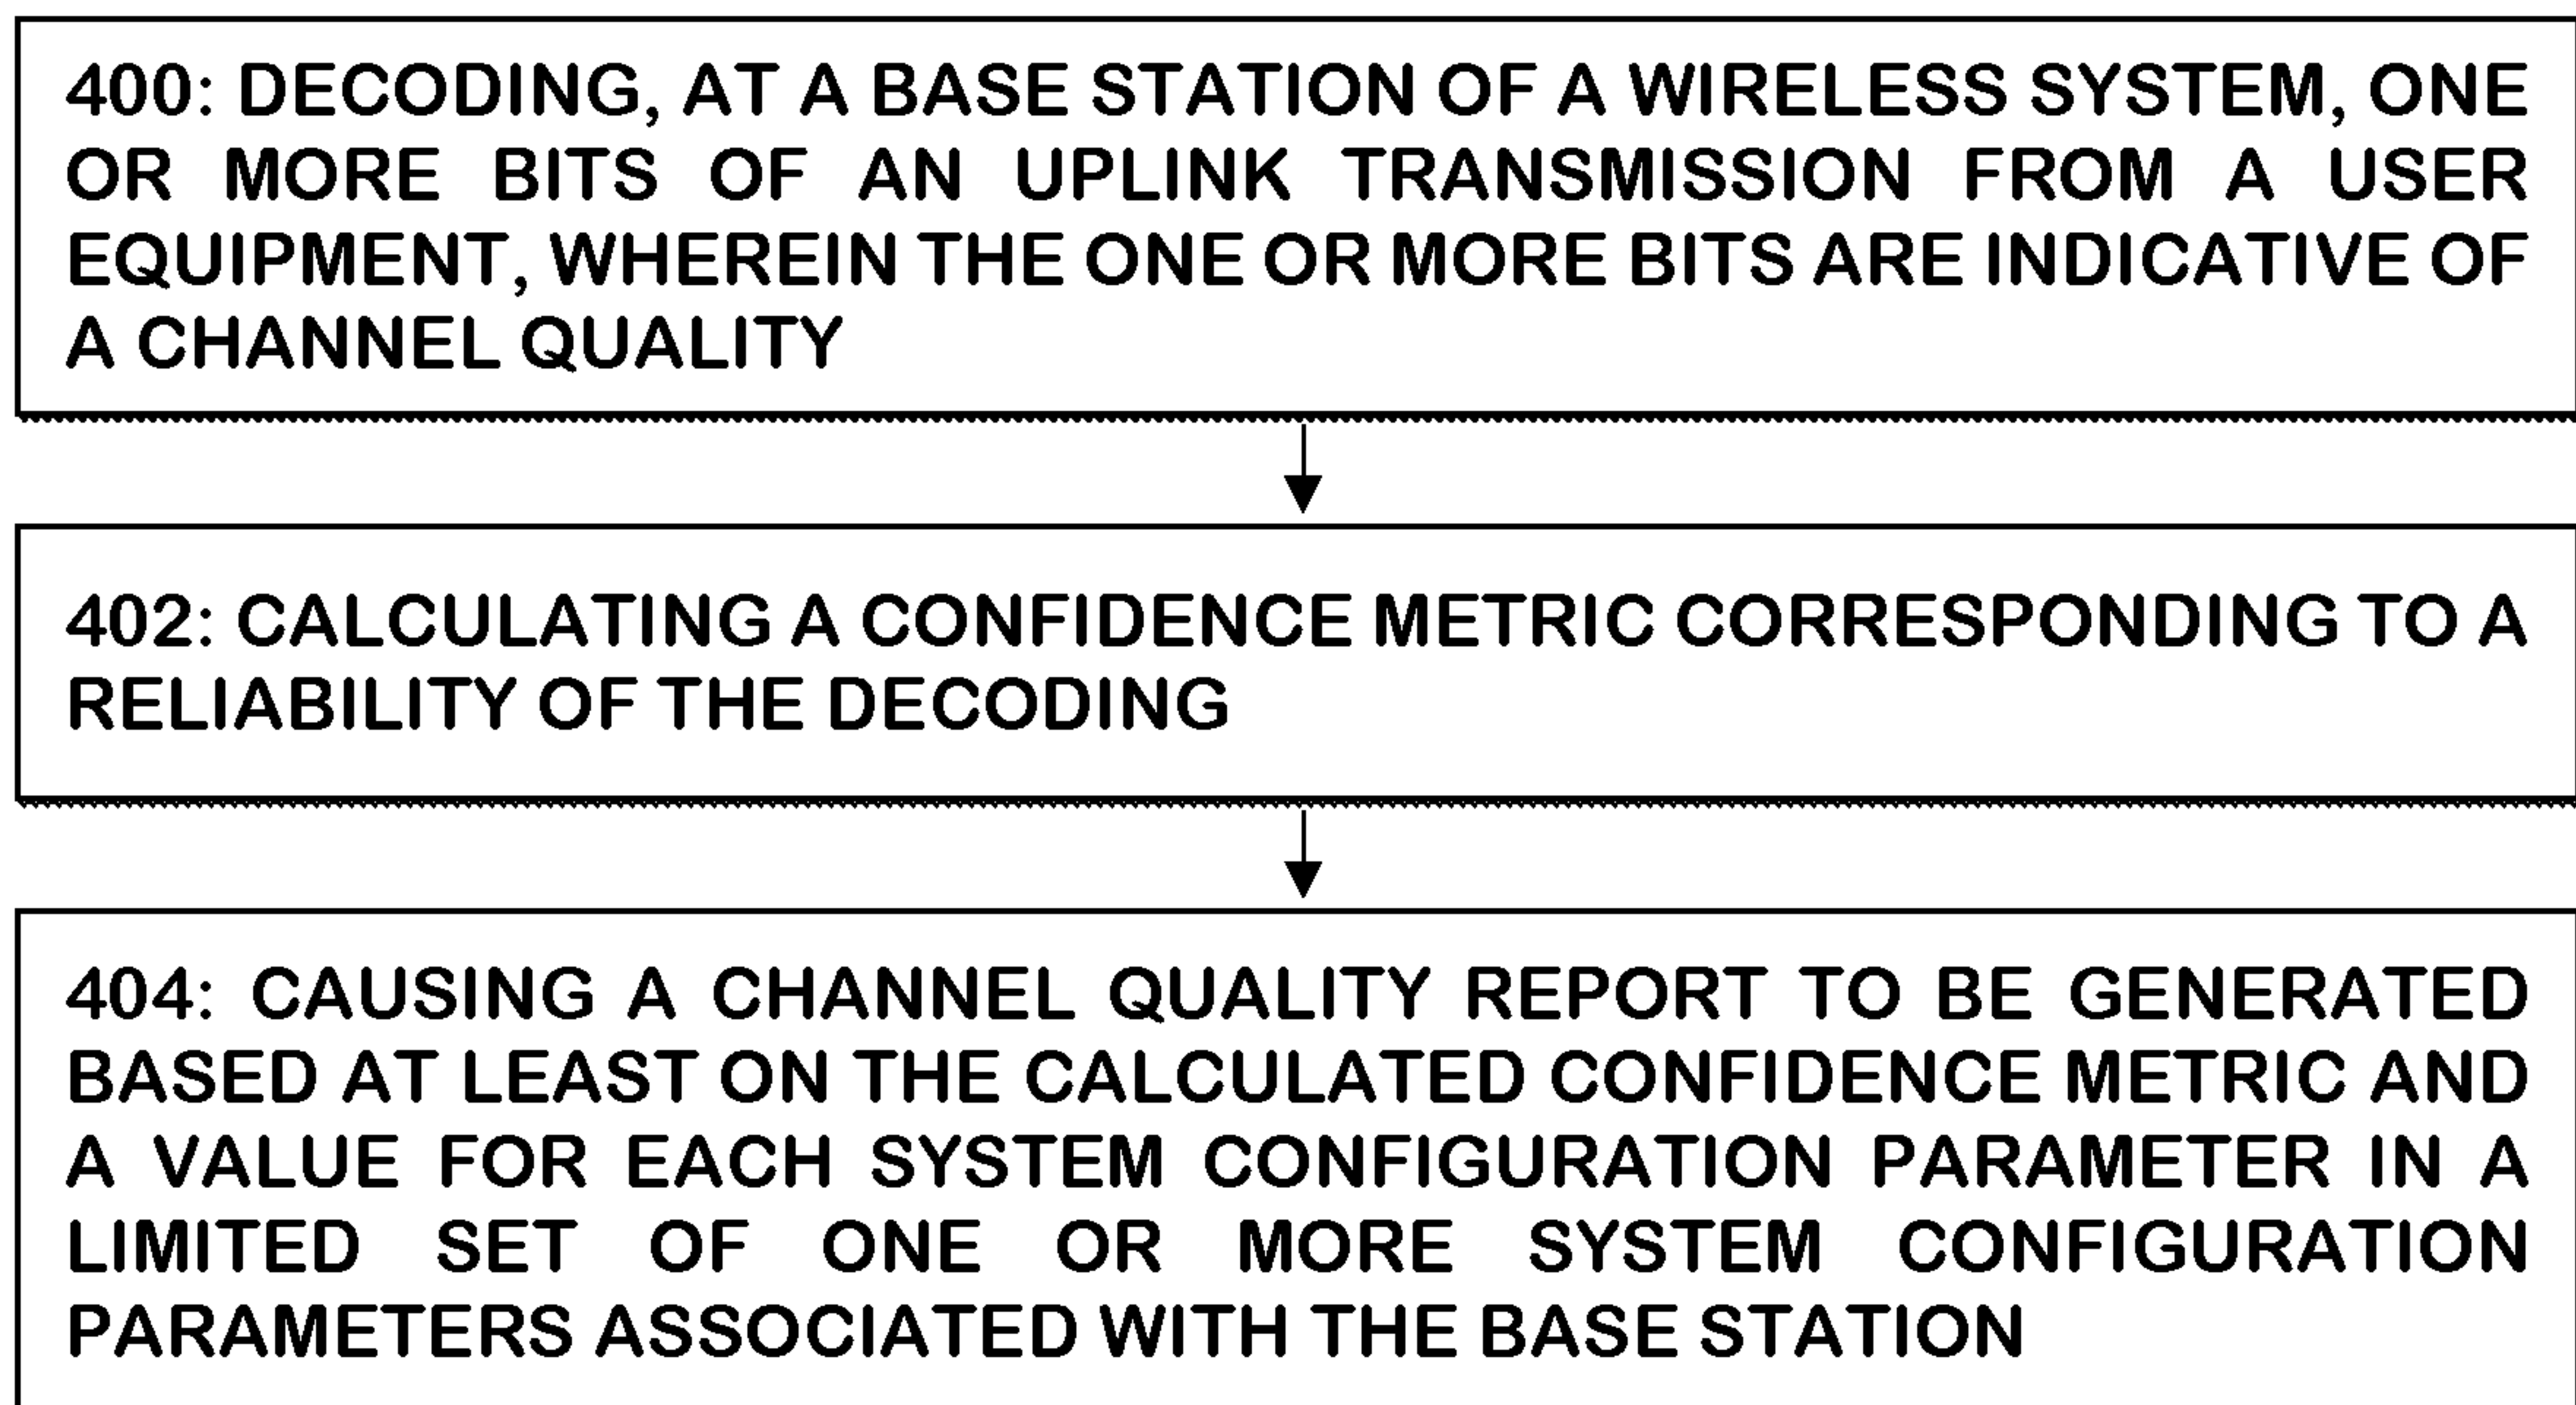 400: DECODING, AT A BASE STATION OF A WIRELESS SYSTEM, ONE
OR MORE BITS OF AN UPLINK TRANSMISSION FROM A USER
EQUIPMENT, WHEREIN THE ONE OR MORE BITS ARE INDICATIVE OF
A CHANNEL QUALITY
402: CALCULATING A CONFIDENCE METRIC CORRESPONDING TO A
RELIABILITY OF THE DECODING
404: CAUSING A CHANNEL QUALITY REPORT TO BE GENERATED
BASED AT LEAST ON THE CALCULATED CONFIDENCE METRIC AND
A VALUE FOR EACH SYSTEM CONFIGURATION PARAMETER IN A
LIMITED SET OF ONE OR MORE SYSTEM CONFIGURATION
PARAMETERS ASSOCIATED WITH THE BASE STATION